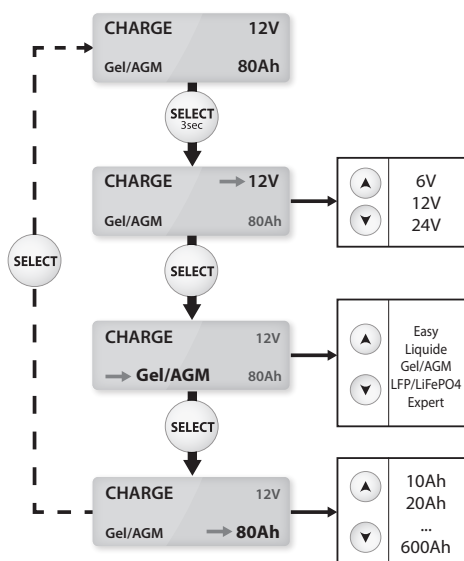 CHARGE 12V
Gel/AGM 80Ah
SELECT
3sec
CHARGE 12V
Gel/AGM 80Ah
6V
12V
24V
SELECT
SELECT
CHARGE 12V
Gel/AGM 80Ah
Easy
Liquide
Gel/AGM
LFP/LiFePO4
Expert
SELECT
CHARGE 12V
Gel/AGM 80Ah
10Ah
20Ah
...
600Ah